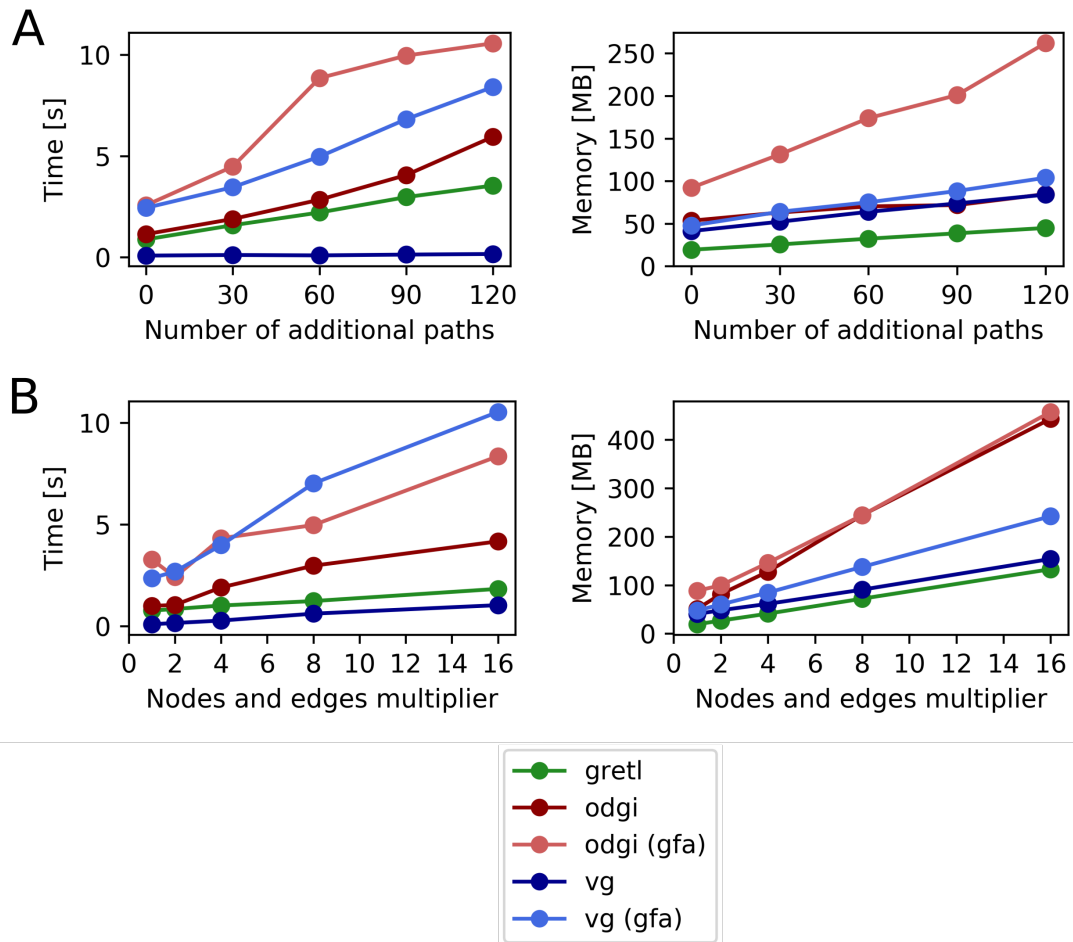 A
Time [s]
10
5
0
0 30 60 90 120
Number of additional paths
Memory [MB]
250
200
150
100
50
0
0 30 60 90 120
Number of additional paths
B
Time [s]
10
5
0
0 2 4 6 8 10 12 14 16
Nodes and edges multiplier
Memory [MB]
400
300
200
100
0
0 2 4 6 8 10 12 14 16
Nodes and edges multiplier
gretl
odgi
odgi (gfa)
vg
vg (gfa)